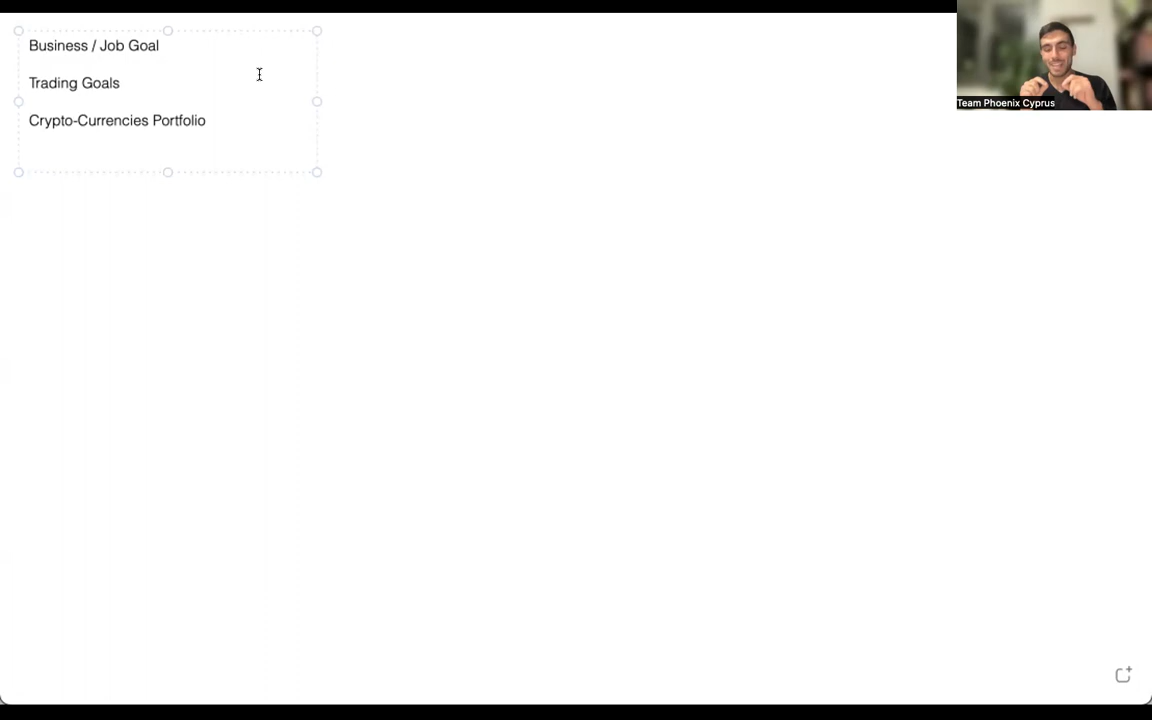 Business / Job Goal
Trading Goals
Crypto-Currencies Portfolio
Team Phoenix Cyprus